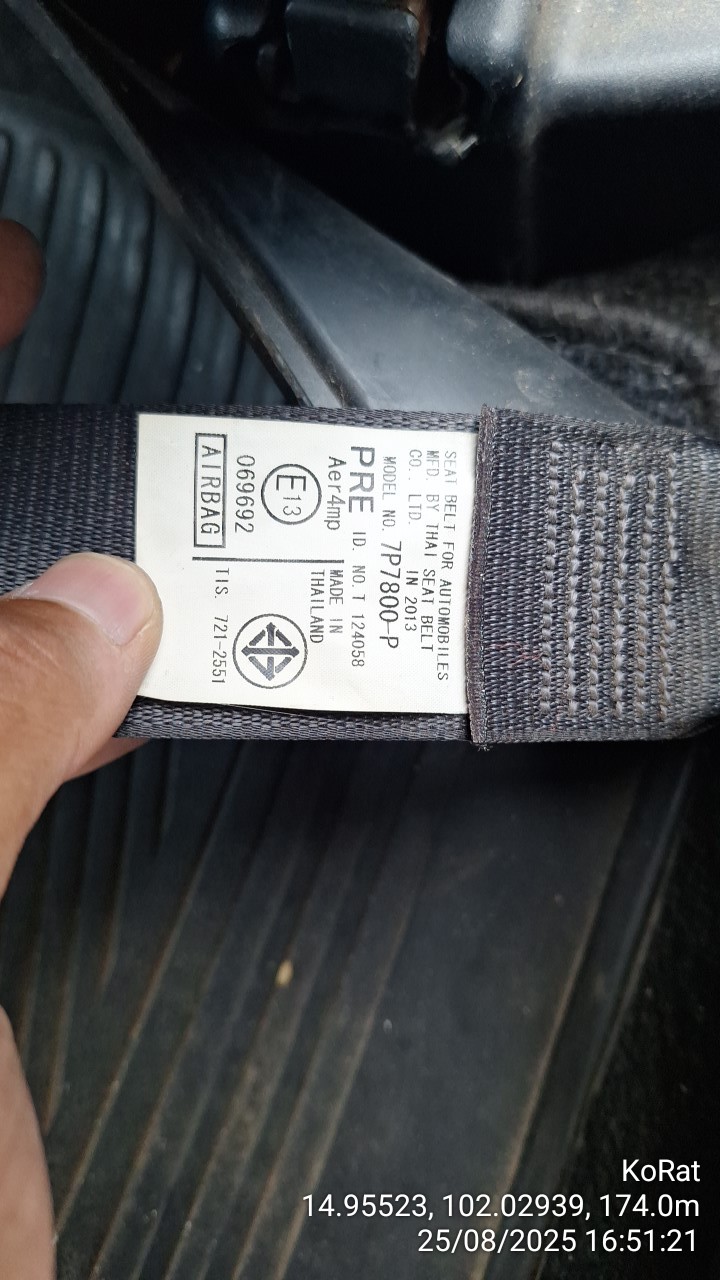 SEAT BELT FOR AUTOMOBILES
MFD. BY THAI SEAT BELT
CO., LTD. IN 2013
MODEL NO. 7P7800-P
PRE ID. NO.T 124058
Aer4mp
MADE IN
THAILAND
E13
069692
AIRBAG
TIS. 721-2551
KoRat
14.95523, 102.02939, 174.0m
25/08/2025 16:51:21